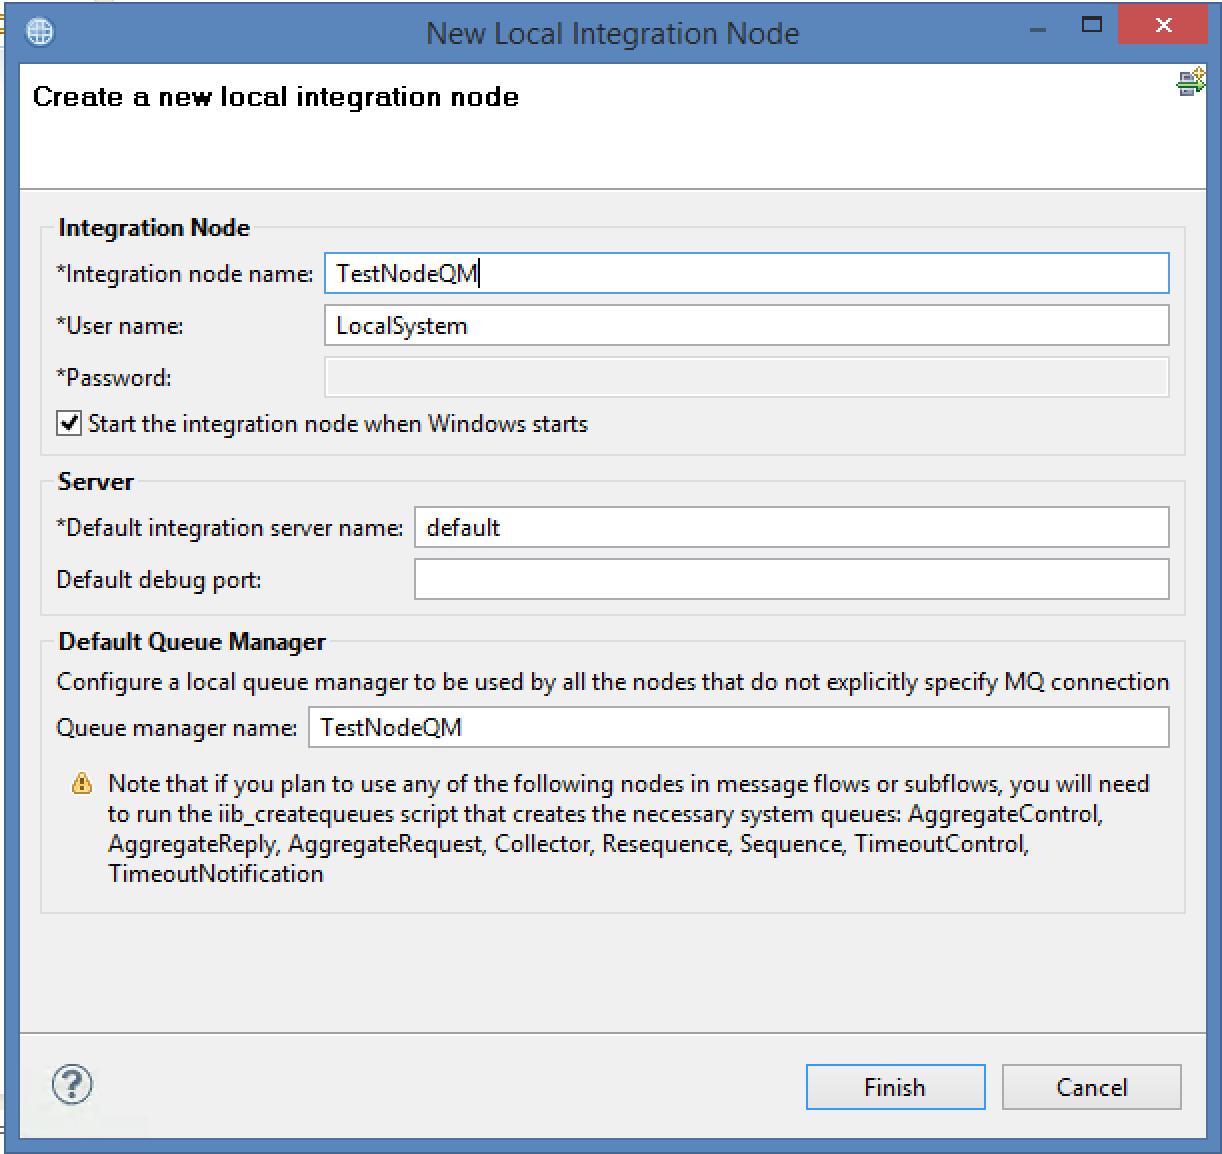 New Local Integration Node
Create a new local integration node
Integration Node
*Integration node name: TestNodeQM
*User name: LocalSystem
*Password:
Start the integration node when Windows starts
Server
*Default integration server name: default
Default debug port:
Default Queue Manager
Configure a local queue manager to be used by all the nodes that do not explicitly specify MQ connection
Queue manager name: TestNodeQM
Note that if you plan to use any of the following nodes in message flows or subflows, you will need
to run the iib_createqueues script that creates the necessary system queues: AggregateControl,
AggregateReply, AggregateRequest, Collector, Resequence, Sequence, TimeoutControl,
TimeoutNotification
Finish Cancel